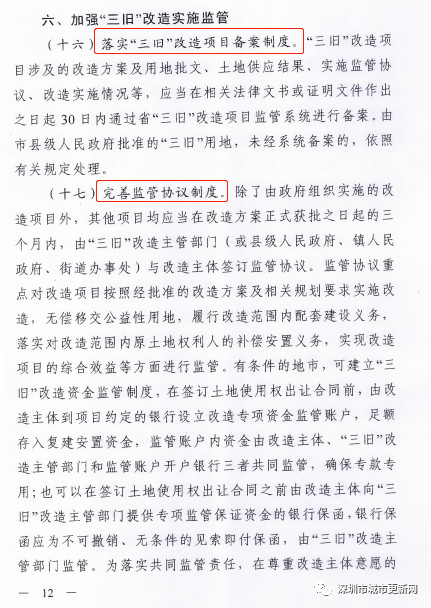 六、加强“三旧”改造实施监管
（十六）落实“三旧”改造项目备案制度。“三旧”改造项
目涉及的改造方案及用地批文、土地供应结果、实施监管协
议、改造实施情况等，应当在相关法律文书或证明文件作出
之日起 30 日内通过省“三旧”改造项目监管系统进行备案。由
市县级人民政府批准的“三旧”用地，未经系统备案的，依照
有关规定处理。
（十七）完善监管协议制度。除了由政府组织实施的改
造项目外，其他项目均应当在改造方案正式获批之日起的三
个月内，由“三旧”改造主管部门（或县级人民政府、镇人民
政府、街道办事处）与改造主体签订监管协议。监管协议重
点对改造项目按照经批准的改造方案及相关规划要求实施改
造，无偿移交公益性用地，履行改造范围内配套建设义务，
落实对改造范围内原土地权利人的补偿安置义务，实现改造
项目的综合效益等方面进行监管。有条件的地市，可建立“三
旧”改造资金监管制度，在签订土地使用权出让合同前，由改
造主体到项目约定的银行设立改造专项资金监管账户，足额
存入复建安置资金，监管账户内资金由改造主体、“三旧”改
造主管部门和监管账户开户银行三者共同监管，确保专款专
用；也可以在签订土地使用权出让合同之前由改造主体向“三
旧”改造主管部门提供专项监管保证资金的银行保函，银行保
函应为不可撤销、无条件的见索即付保函，由“三旧”改造主
管部门监管。为落实共同监管责任，在尊重改造主体意愿的
— 12 —
深圳市城市更新网